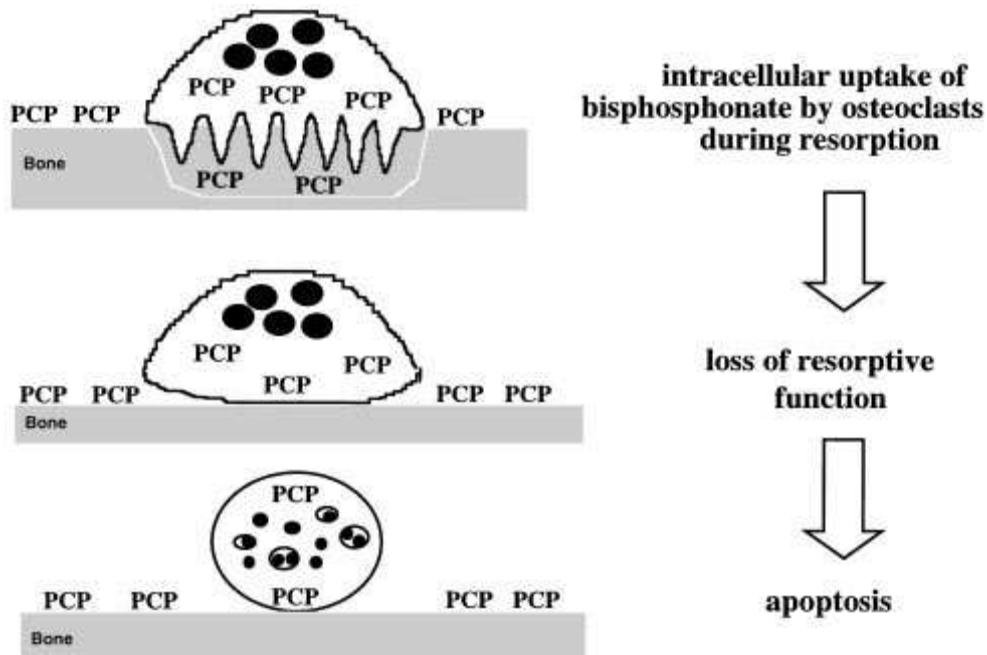 PCP PCP PCP
PCP PCP PCP
Bone
PCP PCP
intracellular uptake of
bisphosphonate by osteoclasts
during resorption
PCP PCP
PCP
PCP PCP PCP PCP
Bone
loss of resorptive
function
PCP
PCP
PCP PCP PCP PCP
Bone
apoptosis